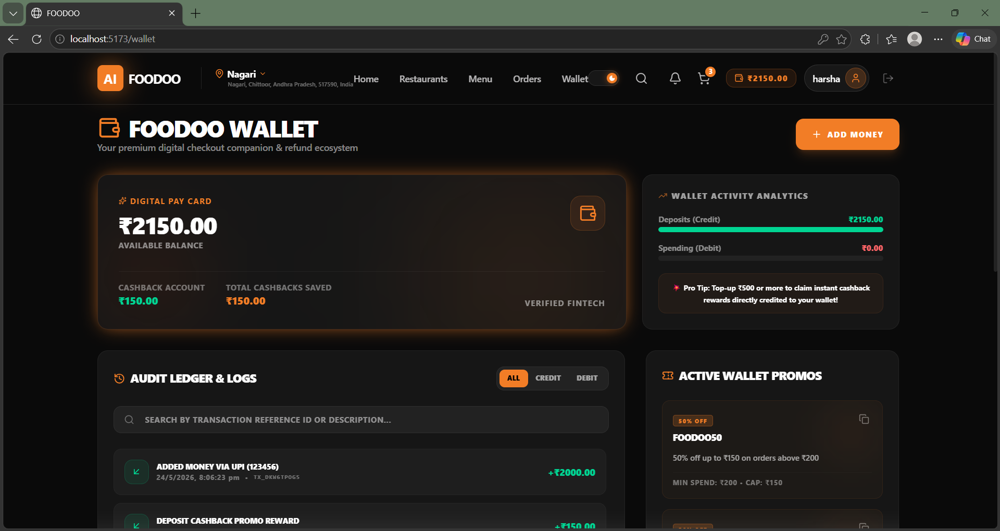 FOODOO
localhost:5173/wallet
Chat
AI FOODOO
Nagari
Nagari, Chittoor, Andhra Pradesh, 517590, India
Home
Restaurants
Menu
Orders
Wallet
3
₹2150.00
harsha
FOODOO WALLET
Your premium digital checkout companion & refund ecosystem
+ ADD MONEY
DIGITAL PAY CARD
₹2150.00
AVAILABLE BALANCE
CASHBACK ACCOUNT
₹150.00
TOTAL CASHBACKS SAVED
₹150.00
VERIFIED FINTECH
WALLET ACTIVITY ANALYTICS
Deposits (Credit) ₹2150.00
Spending (Debit) ₹0.00
Pro Tip: Top-up ₹500 or more to claim instant cashback
rewards directly credited to your wallet!
AUDIT LEDGER & LOGS
ALL CREDIT DEBIT
SEARCH BY TRANSACTION REFERENCE ID OR DESCRIPTION...
ADDED MONEY VIA UPI (123456)
24/5/2026, 8:06:23 pm • TX_DKW6TPOG5
+₹2000.00
DEPOSIT CASHBACK PROMO REWARD
+₹150.00
ACTIVE WALLET PROMOS
50% OFF
FOODOO50
50% off up to ₹150 on orders above ₹200
MIN SPEND: ₹200 • CAP: ₹150